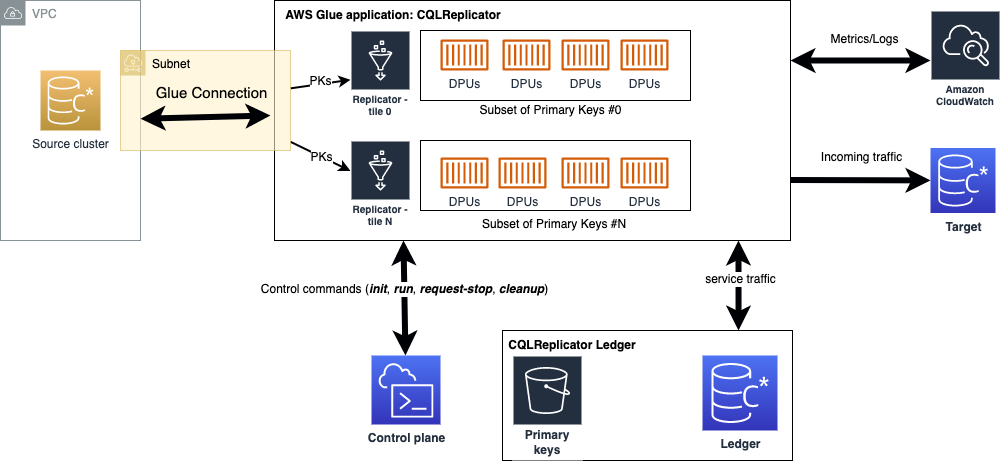 VPC
AWS Glue application: CQLReplicator
Metrics/Logs
Subnet
PKs
DPUs
DPUs
DPUs
DPUs
Glue Connection
Replicator -
tile 0
Subset of Primary Keys #0
Amazon
CloudWatch
Source cluster
PKs
Incoming traffic
DPUs
DPUs
DPUs
DPUs
Replicator -
tile N
Subset of Primary Keys #N
Target
Control commands (init, run, request-stop, cleanup)
service traffic
CQLReplicator Ledger
>_
Control plane
Primary
keys
Ledger
C*
C*
C*